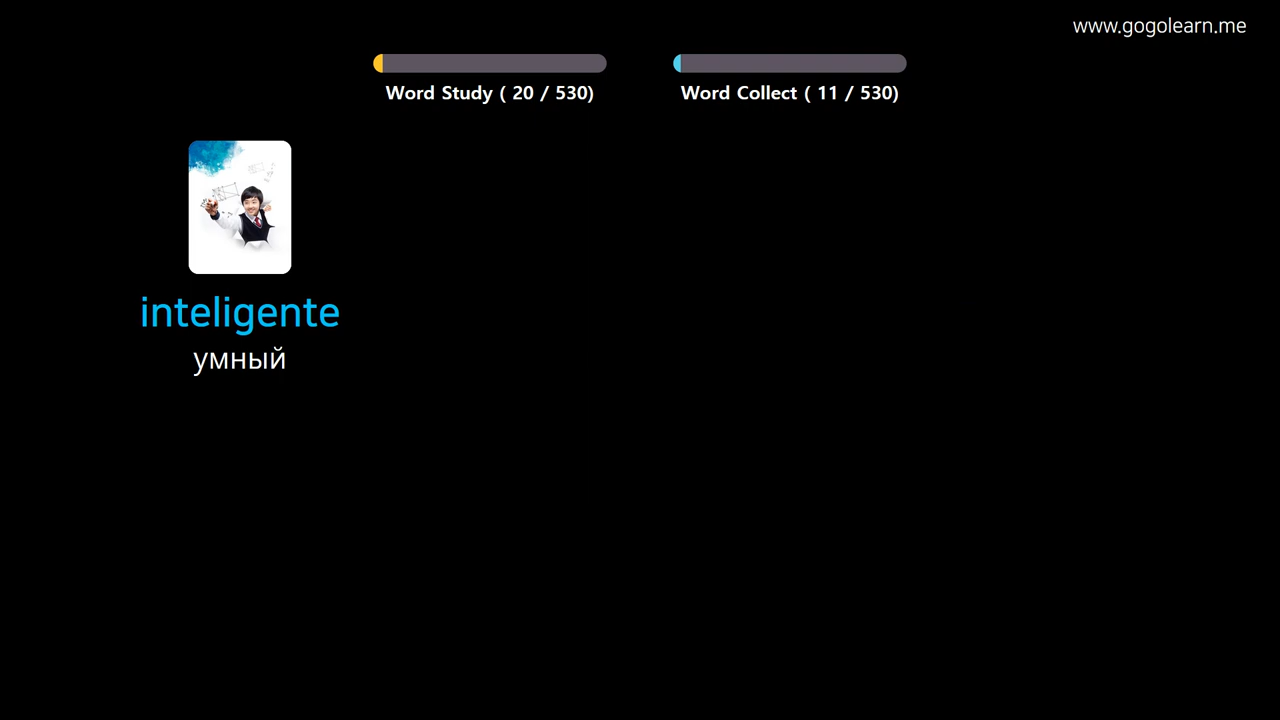 www.gogolearn.me
Word Study ( 20 / 530)
Word Collect ( 11 / 530)
inteligente
умный